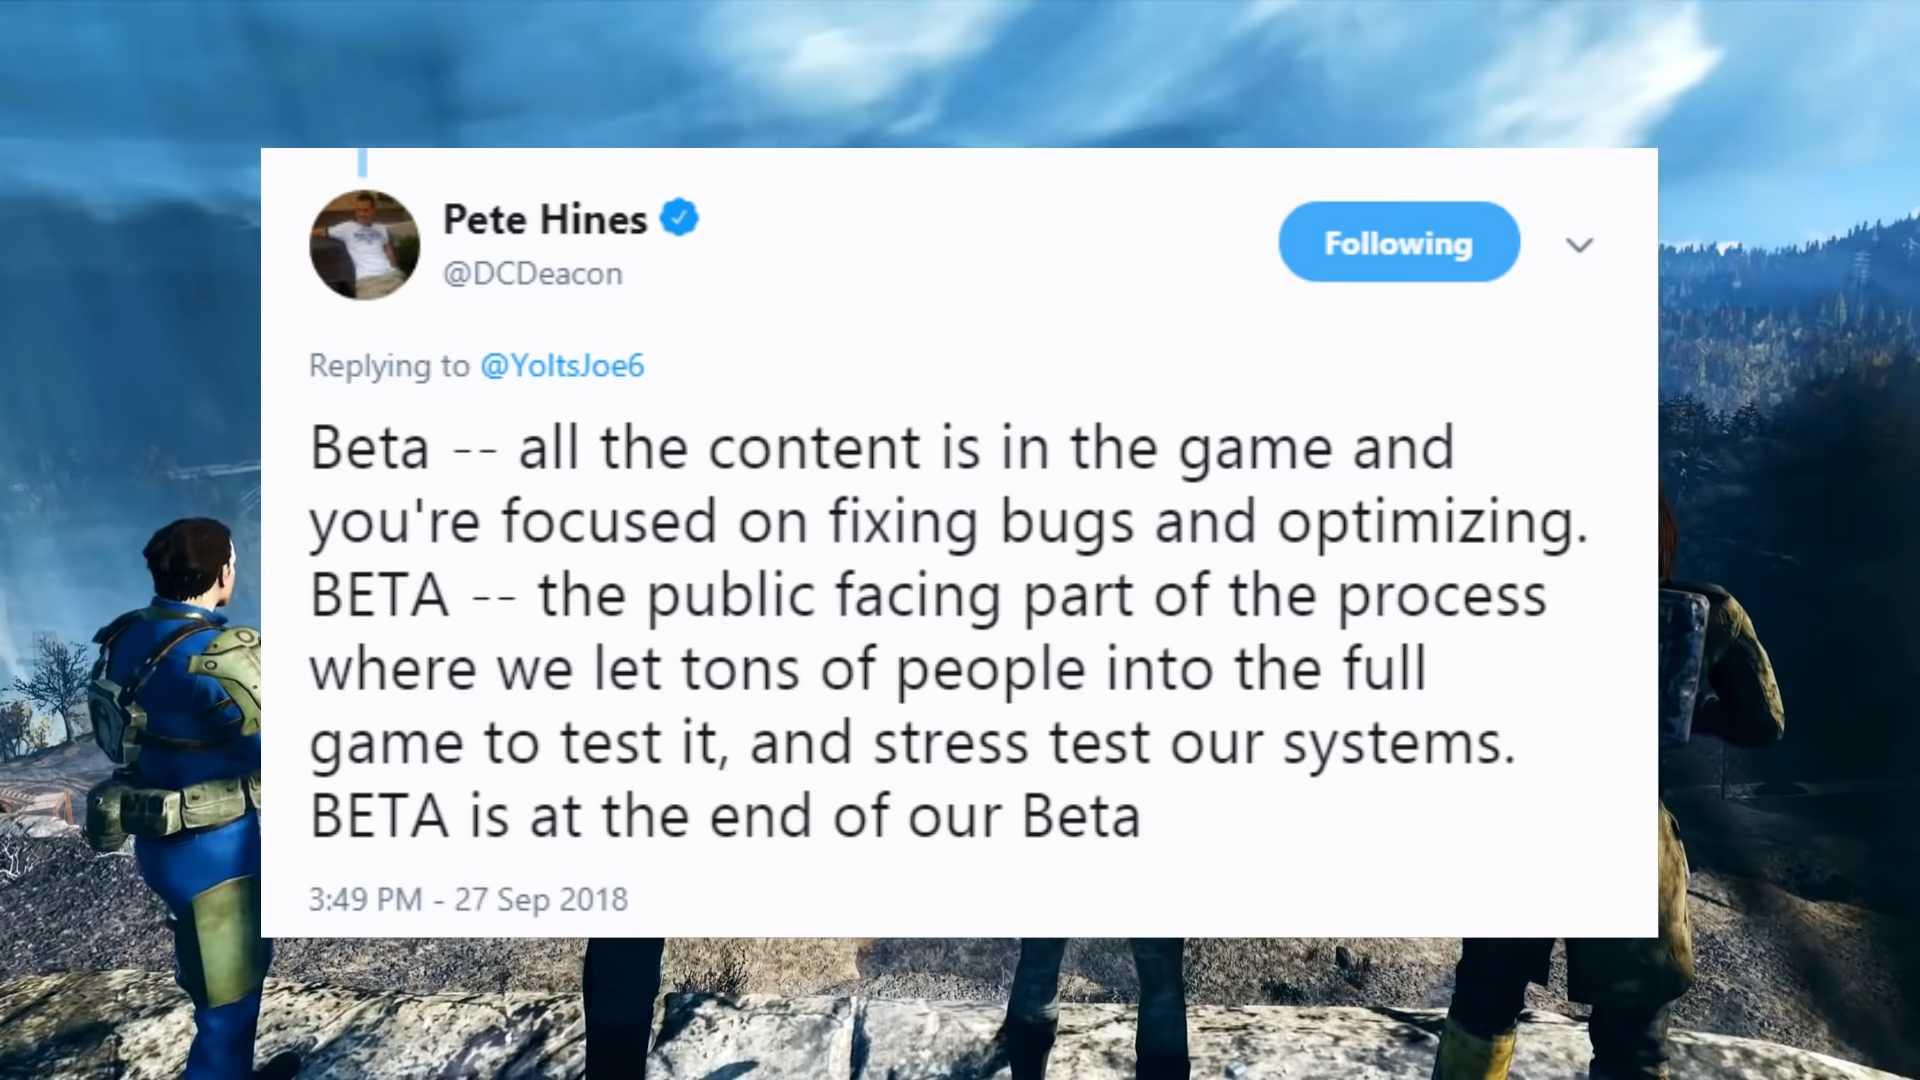 Pete Hines
@DCDeacon
Following
Replying to @YoItsJoe6
Beta -- all the content is in the game and
you're focused on fixing bugs and optimizing.
BETA -- the public facing part of the process
where we let tons of people into the full
game to test it, and stress test our systems.
BETA is at the end of our Beta
3:49 PM - 27 Sep 2018